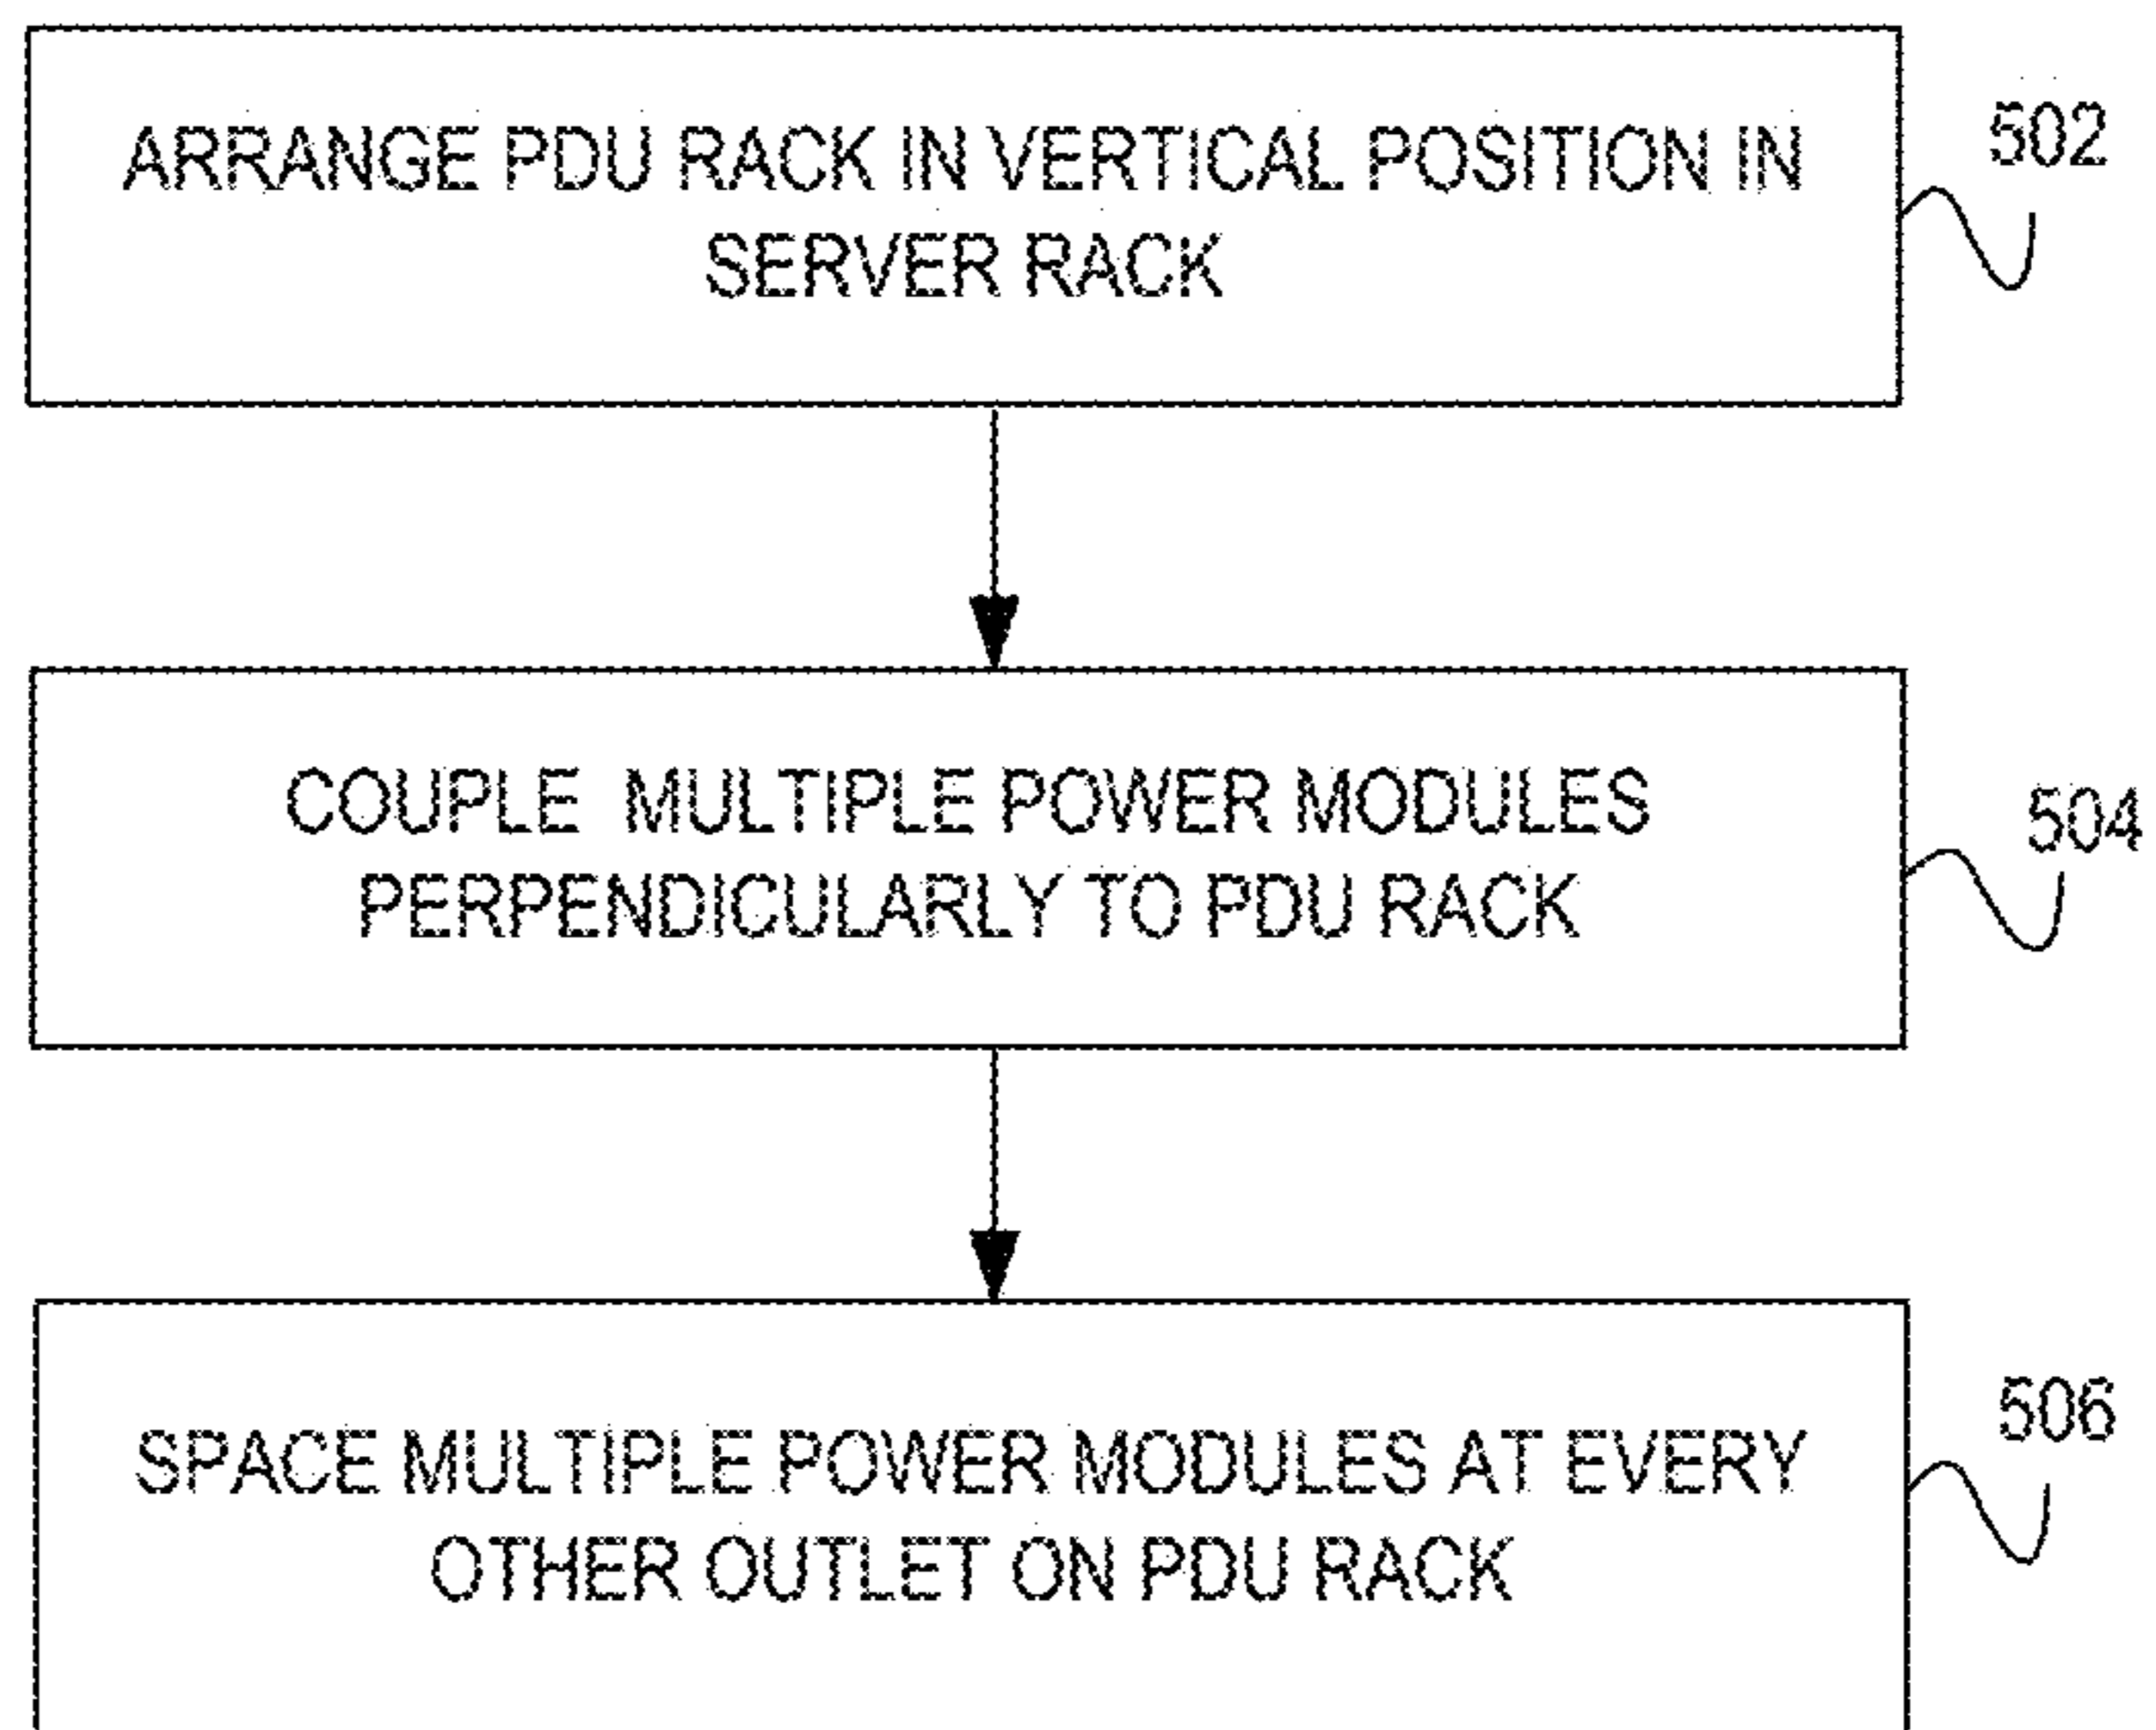 ARRANGE PDU RACK IN VERTICAL POSITION IN
SERVER RACK
502
COUPLE MULTIPLE POWER MODULES
PERPENDICULARLY TO PDU RACK
504
SPACE MULTIPLE POWER MODULES AT EVERY
OTHER OUTLET ON PDU RACK
506